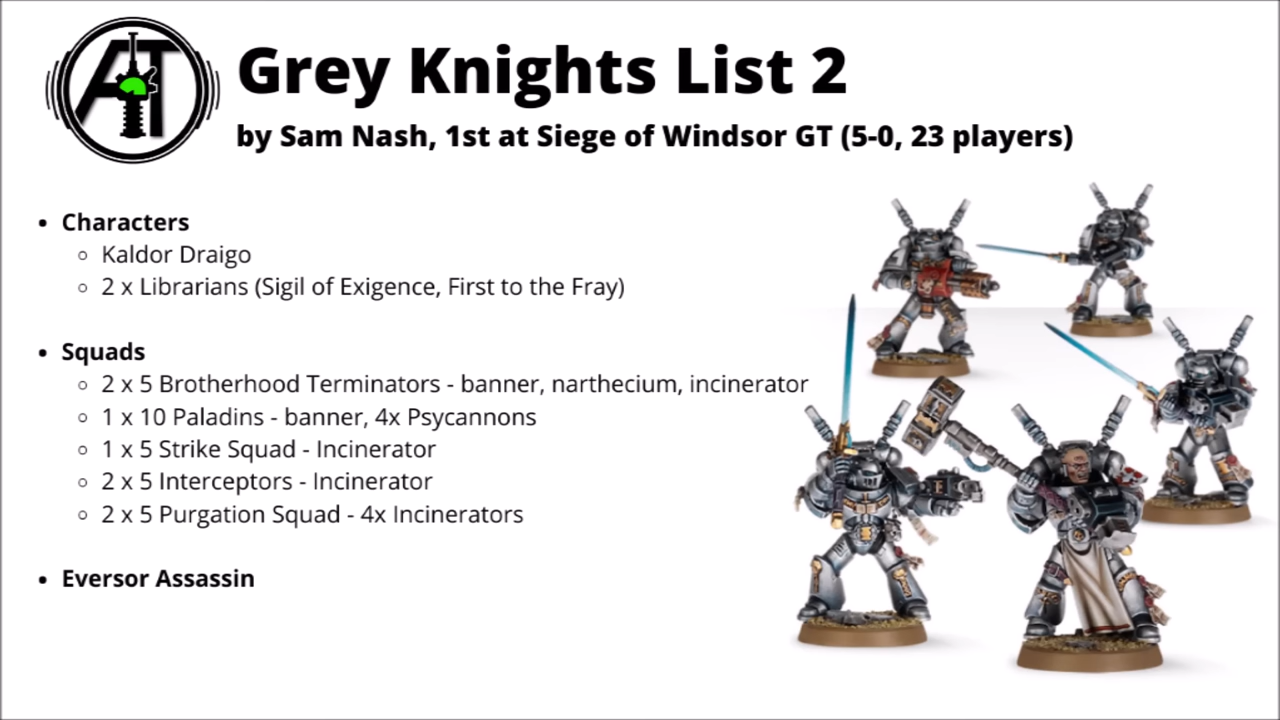 AT
Grey Knights List 2
by Sam Nash, 1st at Siege of Windsor GT (5-0, 23 players)
• Characters
○ Kaldor Draigo
○ 2 x Librarians (Sigil of Exigence, First to the Fray)
• Squads
○ 2 x 5 Brotherhood Terminators - banner, narthecium, incinerator
○ 1 x 10 Paladins - banner, 4x Psycannons
○ 1 x 5 Strike Squad - Incinerator
○ 2 x 5 Interceptors - Incinerator
○ 2 x 5 Purgation Squad - 4x Incinerators
• Eversor Assassin